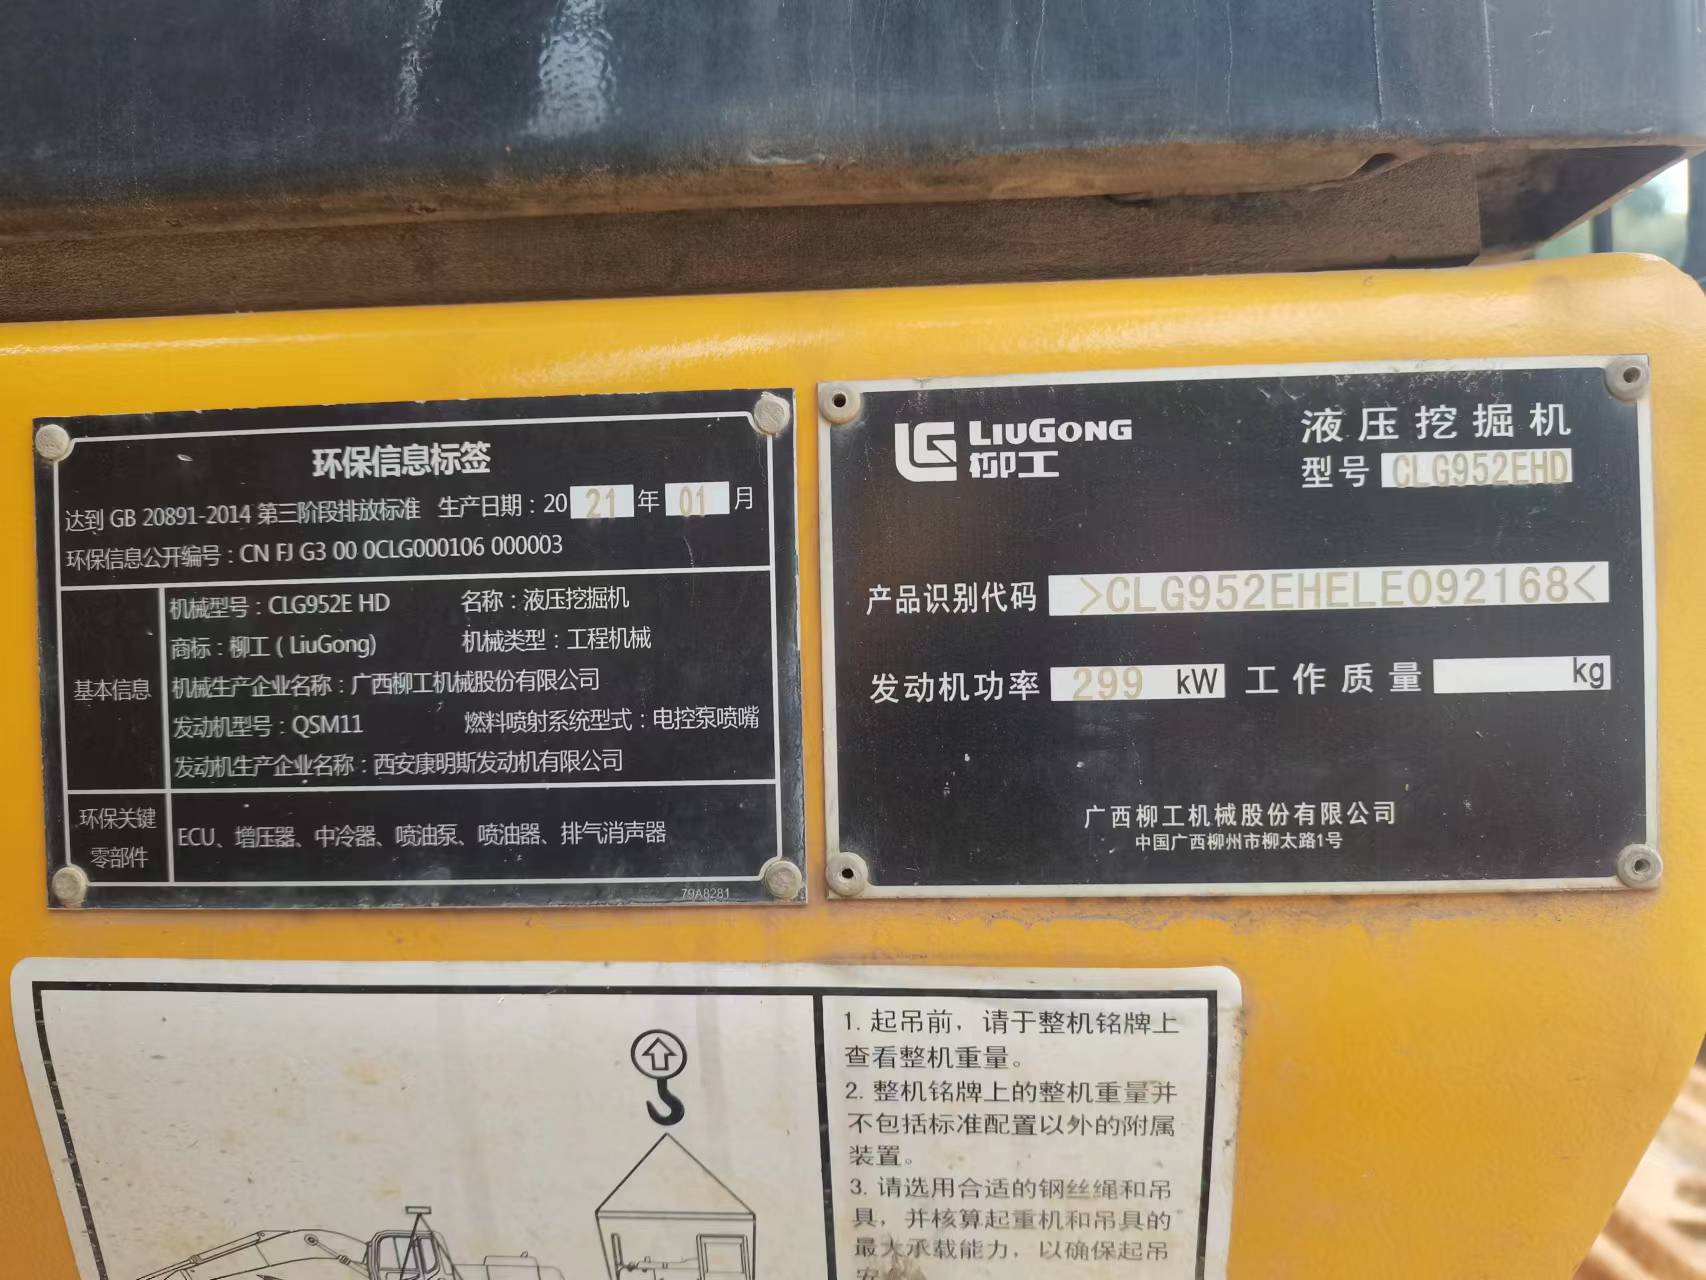 环保信息标签
达到 GB 20891-2014 第三阶段排放标准 生产日期：2021年01月
环保信息公开编号：CN FJ G3 00 0CLG000106 000003
基本信息
机械型号：CLG952E HD 名称：液压挖掘机
商标：柳工（LiuGong) 机械类型：工程机械
机械生产企业名称：广西柳工机械股份有限公司
发动机型号：QSM11 燃料喷射系统型式：电控泵喷嘴
发动机生产企业名称：西安康明斯发动机有限公司
环保关键
零部件
ECU、增压器、中冷器、喷油泵、喷油器、排气消声器
79A8281
LIUGONG
柳工
液压挖掘机
型号 CLG952EHD
产品识别代码 >CLG952EHELE092168<
发动机功率 299 kW 工作质量 kg
广西柳工机械股份有限公司
中国广西柳州市柳太路1号
1. 起吊前，请于整机铭牌上
查看整机重量。
2. 整机铭牌上的整机重量并
不包括标准配置以外的附属
装置。
3. 请选用合适的钢丝绳和吊
具，并核算起重机和吊具的
最大承载能力，以确保起吊